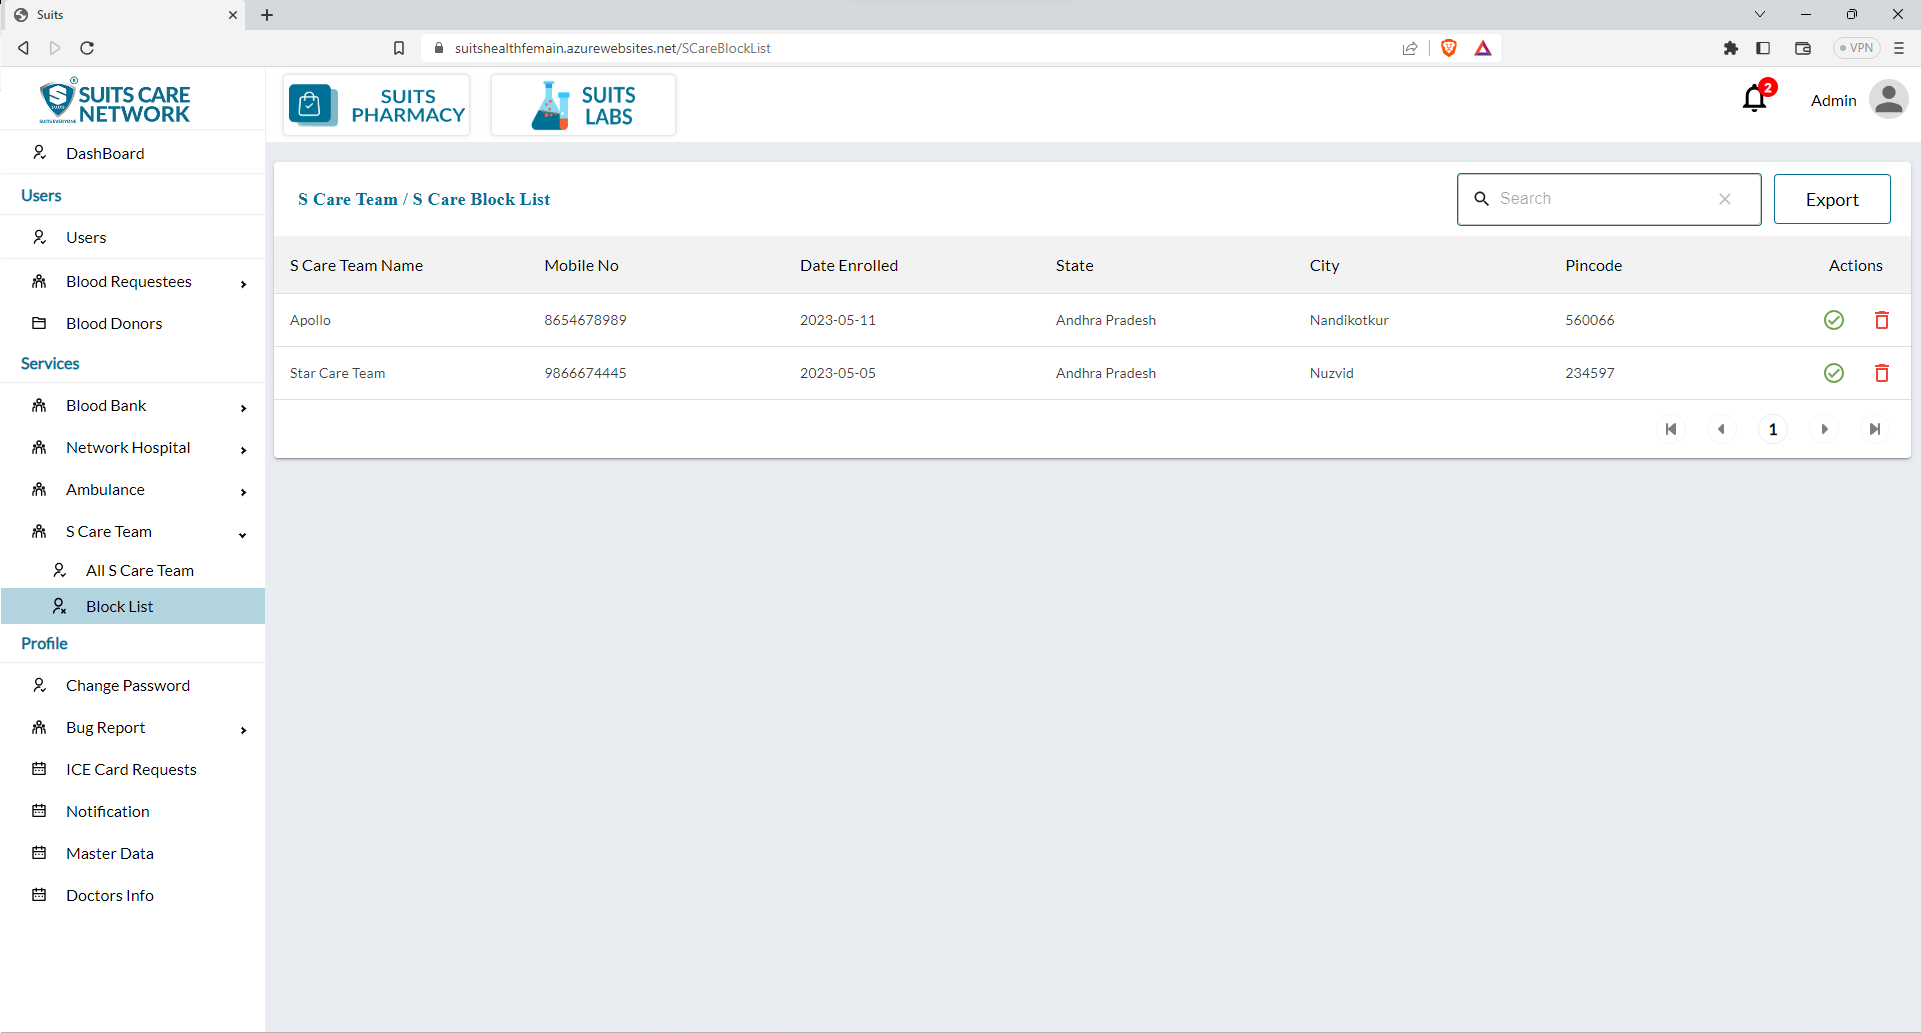 Suits
suitshealthfemain.azurewebsites.net/SCareBlockList
VPN
SUITS CARE
NETWORK
SUITS EVERYONE
SUITS
PHARMACY
SUITS
LABS
2
Admin
DashBoard
Users
Users
Blood Requestees
Blood Donors
Services
Blood Bank
Network Hospital
Ambulance
S Care Team
All S Care Team
Block List
Profile
Change Password
Bug Report
ICE Card Requests
Notification
Master Data
Doctors Info
S Care Team / S Care Block List
Search
Export
S Care Team Name Mobile No Date Enrolled State City Pincode Actions
Apollo 8654678989 2023-05-11 Andhra Pradesh Nandikotkur 560066
Star Care Team 9866674445 2023-05-05 Andhra Pradesh Nuzvid 234597
1